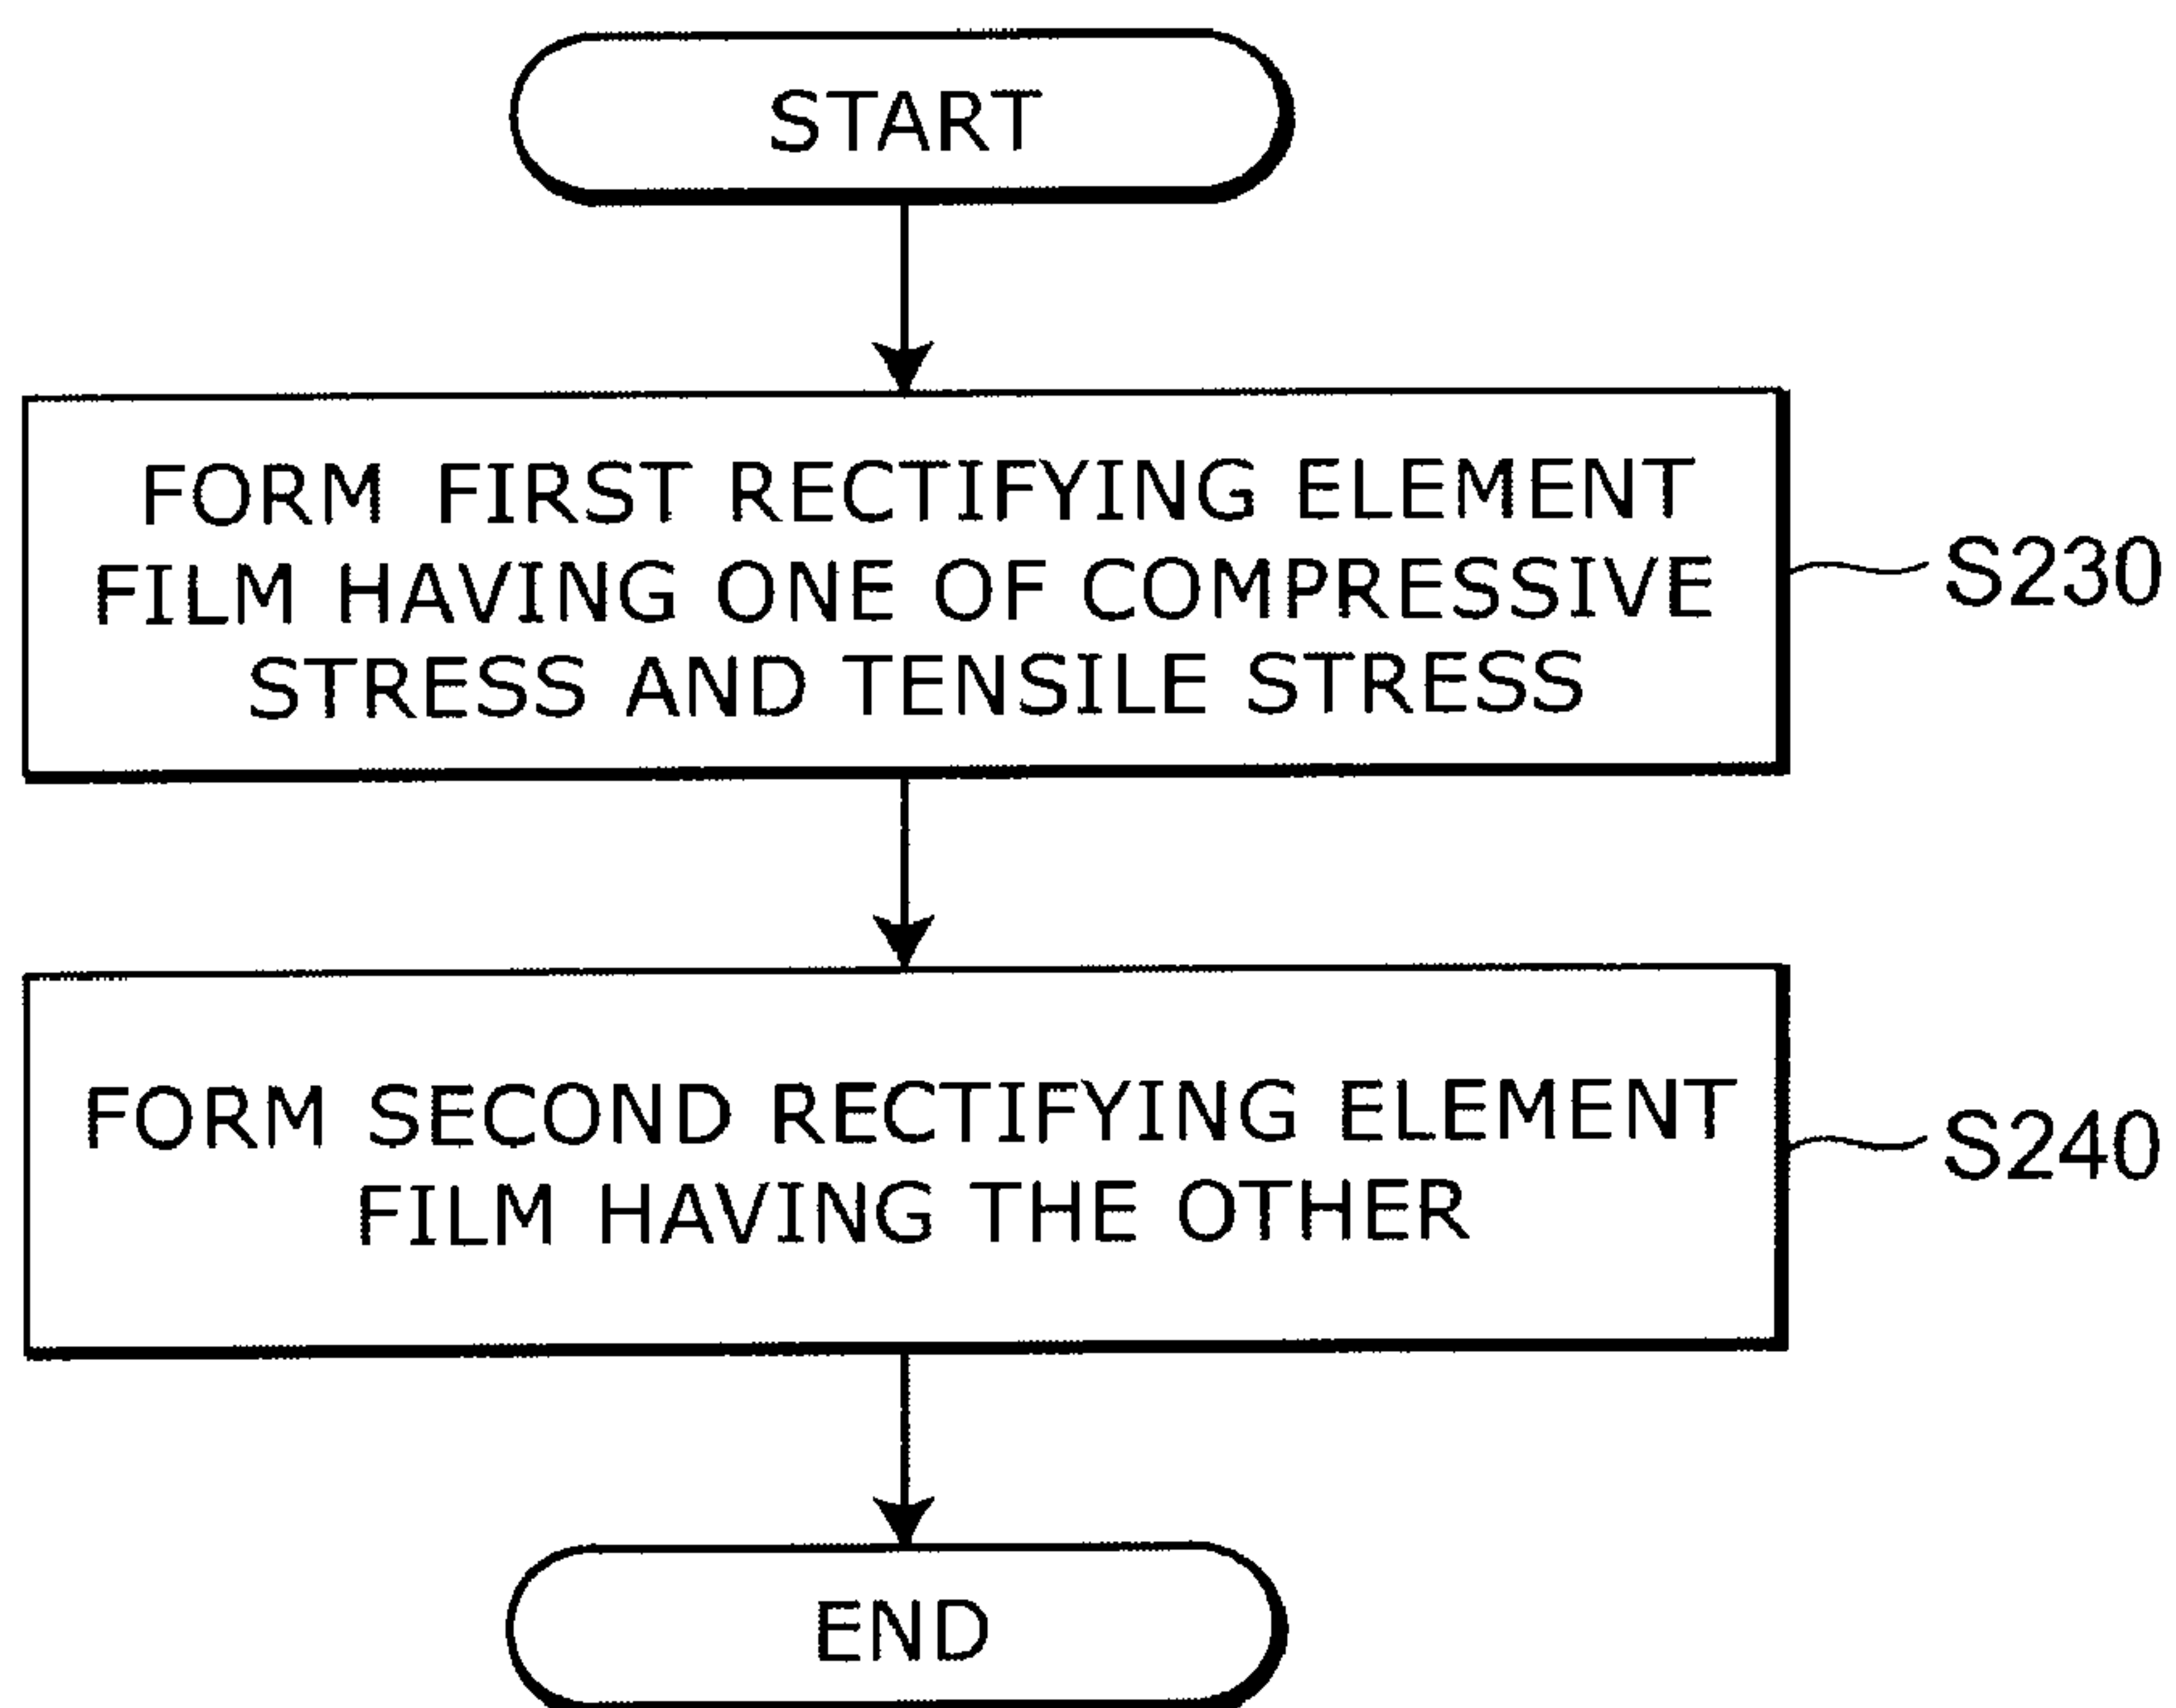 START
FORM FIRST RECTIFYING ELEMENT
FILM HAVING ONE OF COMPRESSIVE
STRESS AND TENSILE STRESS
S230
FORM SECOND RECTIFYING ELEMENT
FILM HAVING THE OTHER
S240
END